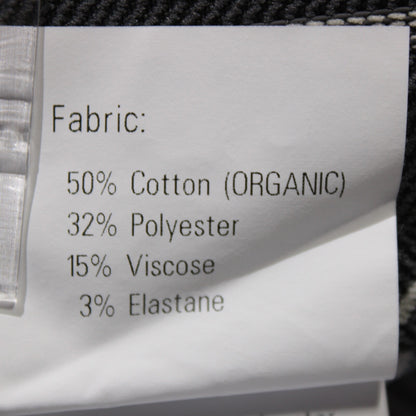 Fabric:
50% Cotton (ORGANIC)
32% Polyester
15% Viscose
3% Elastane